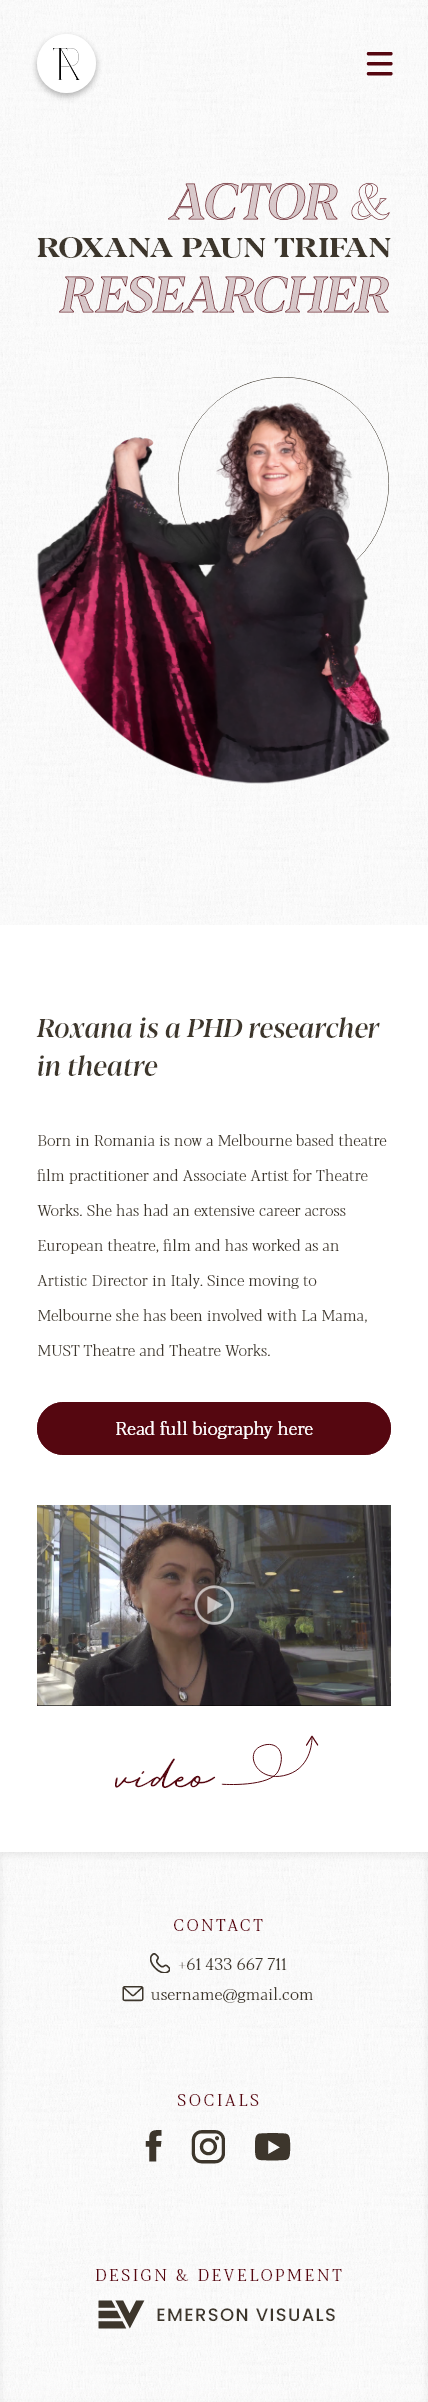 TR
ACTOR &
ROXANA PAUN TRIFAN
RESEARCHER
Roxana is a PHD researcher
in theatre
Born in Romania is now a Melbourne based theatre
film practitioner and Associate Artist for Theatre
Works. She has had an extensive career across
European theatre, film and has worked as an
Artistic Director in Italy. Since moving to
Melbourne she has been involved with La Mama,
MUST Theatre and Theatre Works.
Read full biography here
video
CONTACT
+61 433 667 711
username@gmail.com
SOCIALS
DESIGN & DEVELOPMENT
EV EMERSON VISUALS